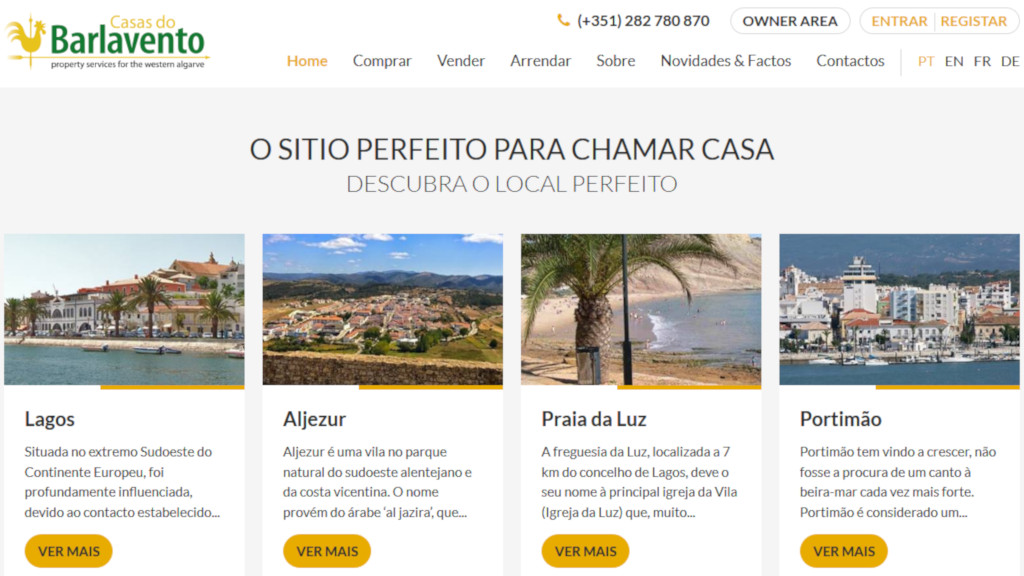 Casas do
Barlavento
property services for the western algarve
(+351) 282 780 870
OWNER AREA
ENTRAR
REGISTAR
Home Comprar Vender Arrendar Sobre Novidades & Factos Contactos PT EN FR DE
O SITIO PERFEITO PARA CHAMAR CASA
DESCUBRA O LOCAL PERFEITO
Lagos
Situada no extremo Sudoeste do
Continente Europeu, foi
profundamente influenciada,
devido ao contacto estabelecido...
VER MAIS
Aljezur
Aljezur é uma vila no parque
natural do sudoeste alentejano e
da costa vicentina. O nome
provém do árabe ‘al jazira’, que...
VER MAIS
Praia da Luz
A freguesia da Luz, localizada a 7
km do concelho de Lagos, deve o
seu nome à principal igreja da Vila
(Igreja da Luz) que, muito...
VER MAIS
Portimão
Portimão tem vindo a crescer, não
fosse a procura de um canto à
beira-mar cada vez mais forte.
Portimão é considerado um...
VER MAIS